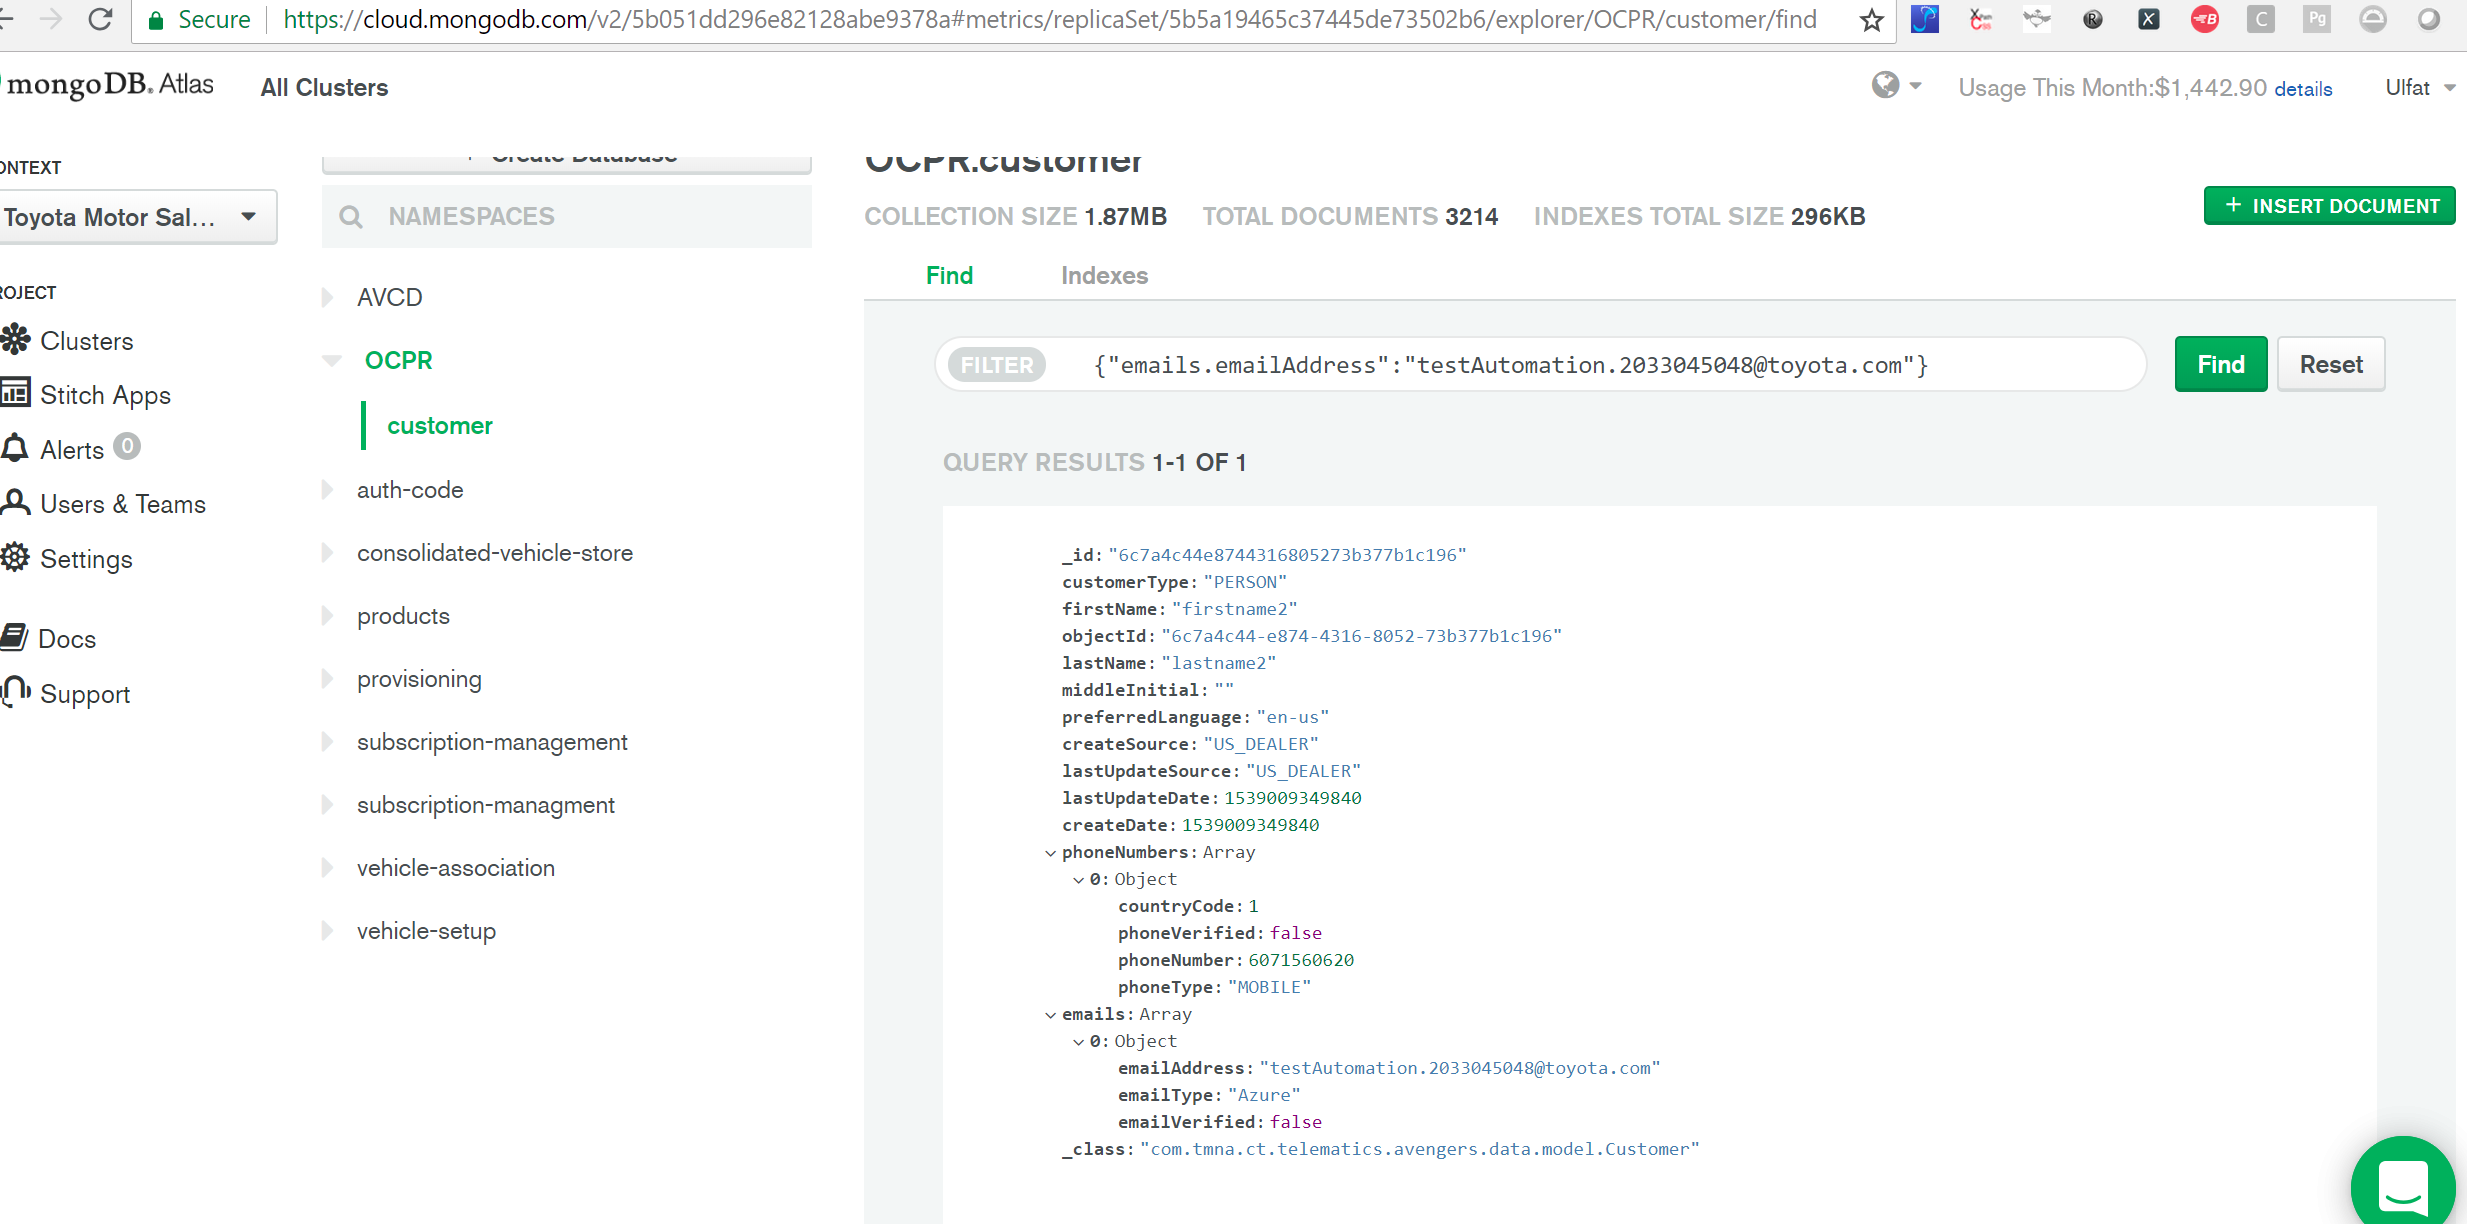 Secure https://cloud.mongodb.com/v2/5b051dd296e82128abe9378a#metrics/replicaSet/5b5a19465c37445de73502b6/explorer/OCPR/customer/find
mongoDB. Atlas All Clusters Usage This Month:$1,442.90 details Ulfat
ONTEXT
Toyota Motor Sal...
ROJECT
Clusters
Stitch Apps
Alerts 0
Users & Teams
Settings
Docs
Support
Create Database
NAMESPACES
AVCD
OCPR
customer
auth-code
consolidated-vehicle-store
products
provisioning
subscription-management
subscription-managment
vehicle-association
vehicle-setup
OCPR.customer
COLLECTION SIZE 1.87MB TOTAL DOCUMENTS 3214 INDEXES TOTAL SIZE 296KB
+ INSERT DOCUMENT
Find Indexes
FILTER {"emails.emailAddress":"testAutomation.2033045048@toyota.com"} Find Reset
QUERY RESULTS 1-1 OF 1
_id: "6c7a4c44e8744316805273b377b1c196"
customerType: "PERSON"
firstName: "firstname2"
objectId: "6c7a4c44-e874-4316-8052-73b377b1c196"
lastName: "lastname2"
middleInitial: ""
preferredLanguage: "en-us"
createSource: "US_DEALER"
lastUpdateSource: "US_DEALER"
lastUpdateDate: 1539009349840
createDate: 1539009349840
phoneNumbers: Array
0: Object
countryCode: 1
phoneVerified: false
phoneNumber: 6071560620
phoneType: "MOBILE"
emails: Array
0: Object
emailAddress: "testAutomation.2033045048@toyota.com"
emailType: "Azure"
emailVerified: false
_class: "com.tmna.ct.telematics.avengers.data.model.Customer"